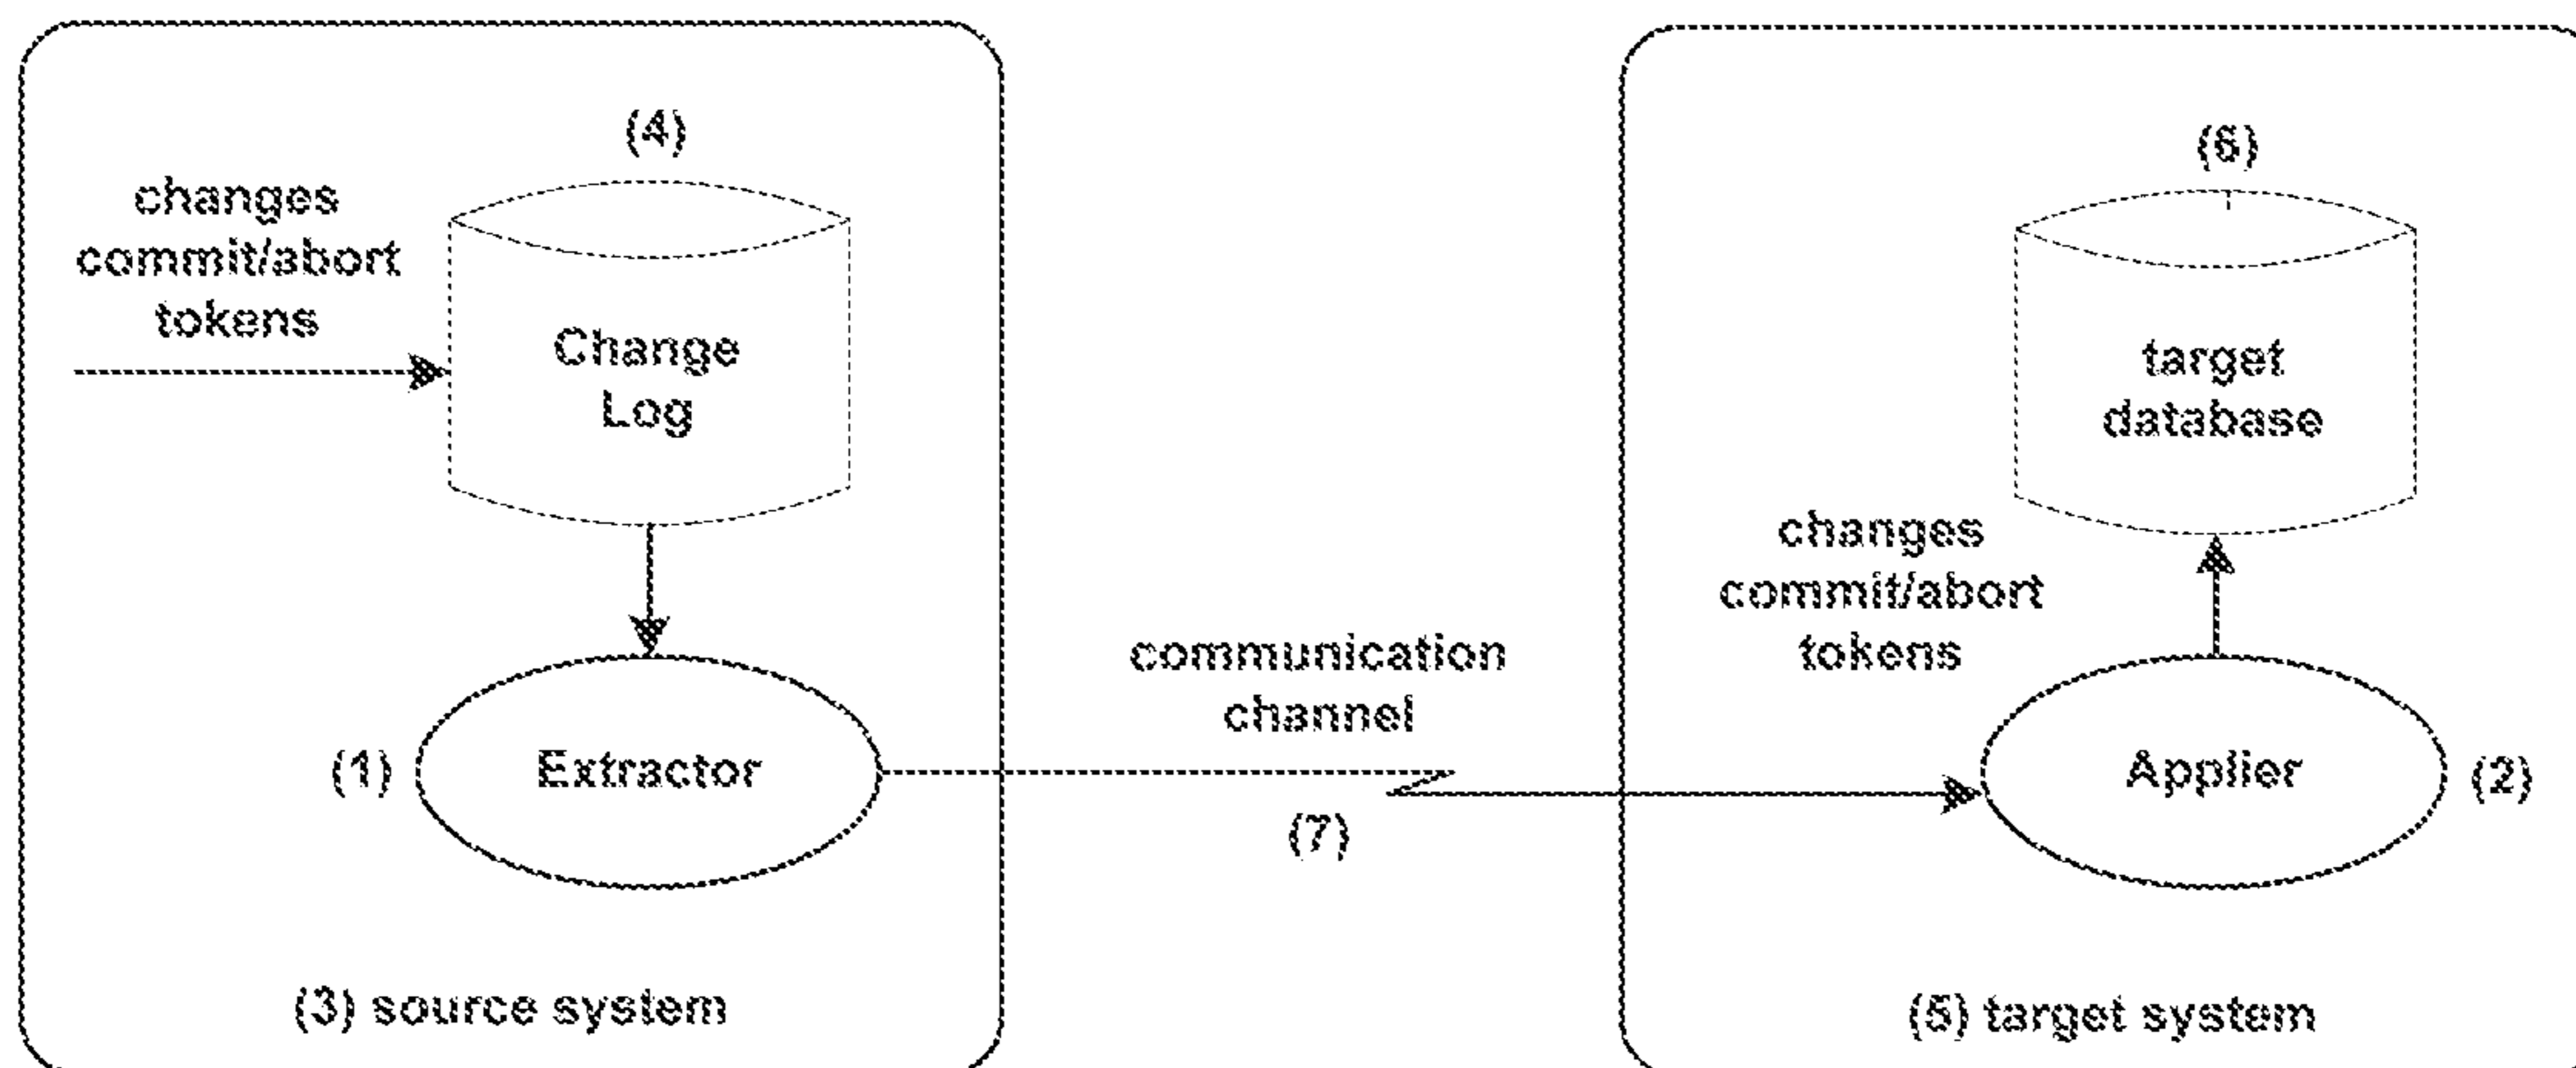 (4)
changes
commit/abort
tokens
Change
Log
(1)
Extractor
(3) source system
communication
channel
(7)
(6)
target
database
changes
commit/abort
tokens
Applier
(2)
(5) target system